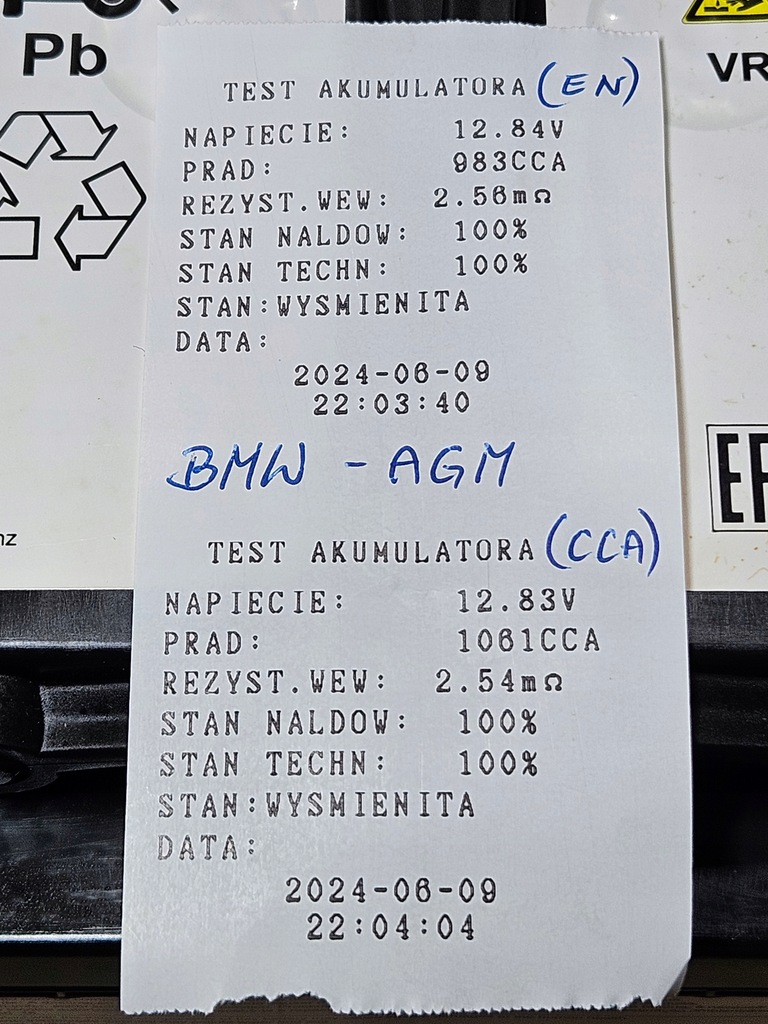 Pb
VR
TEST AKUMULATORA (EN)
NAPIECIE: 12.84V
PRAD: 983CCA
REZYST.WEW: 2.56mΩ
STAN NALDOW: 100%
STAN TECHN: 100%
STAN:WYSMIENITA
DATA:
2024-06-09
22:03:40
BMW - AGM
TEST AKUMULATORA (CCA)
NAPIECIE: 12.83V
PRAD: 1061CCA
REZYST.WEW: 2.54mΩ
STAN NALDOW: 100%
STAN TECHN: 100%
STAN:WYSMIENITA
DATA:
2024-06-09
22:04:04